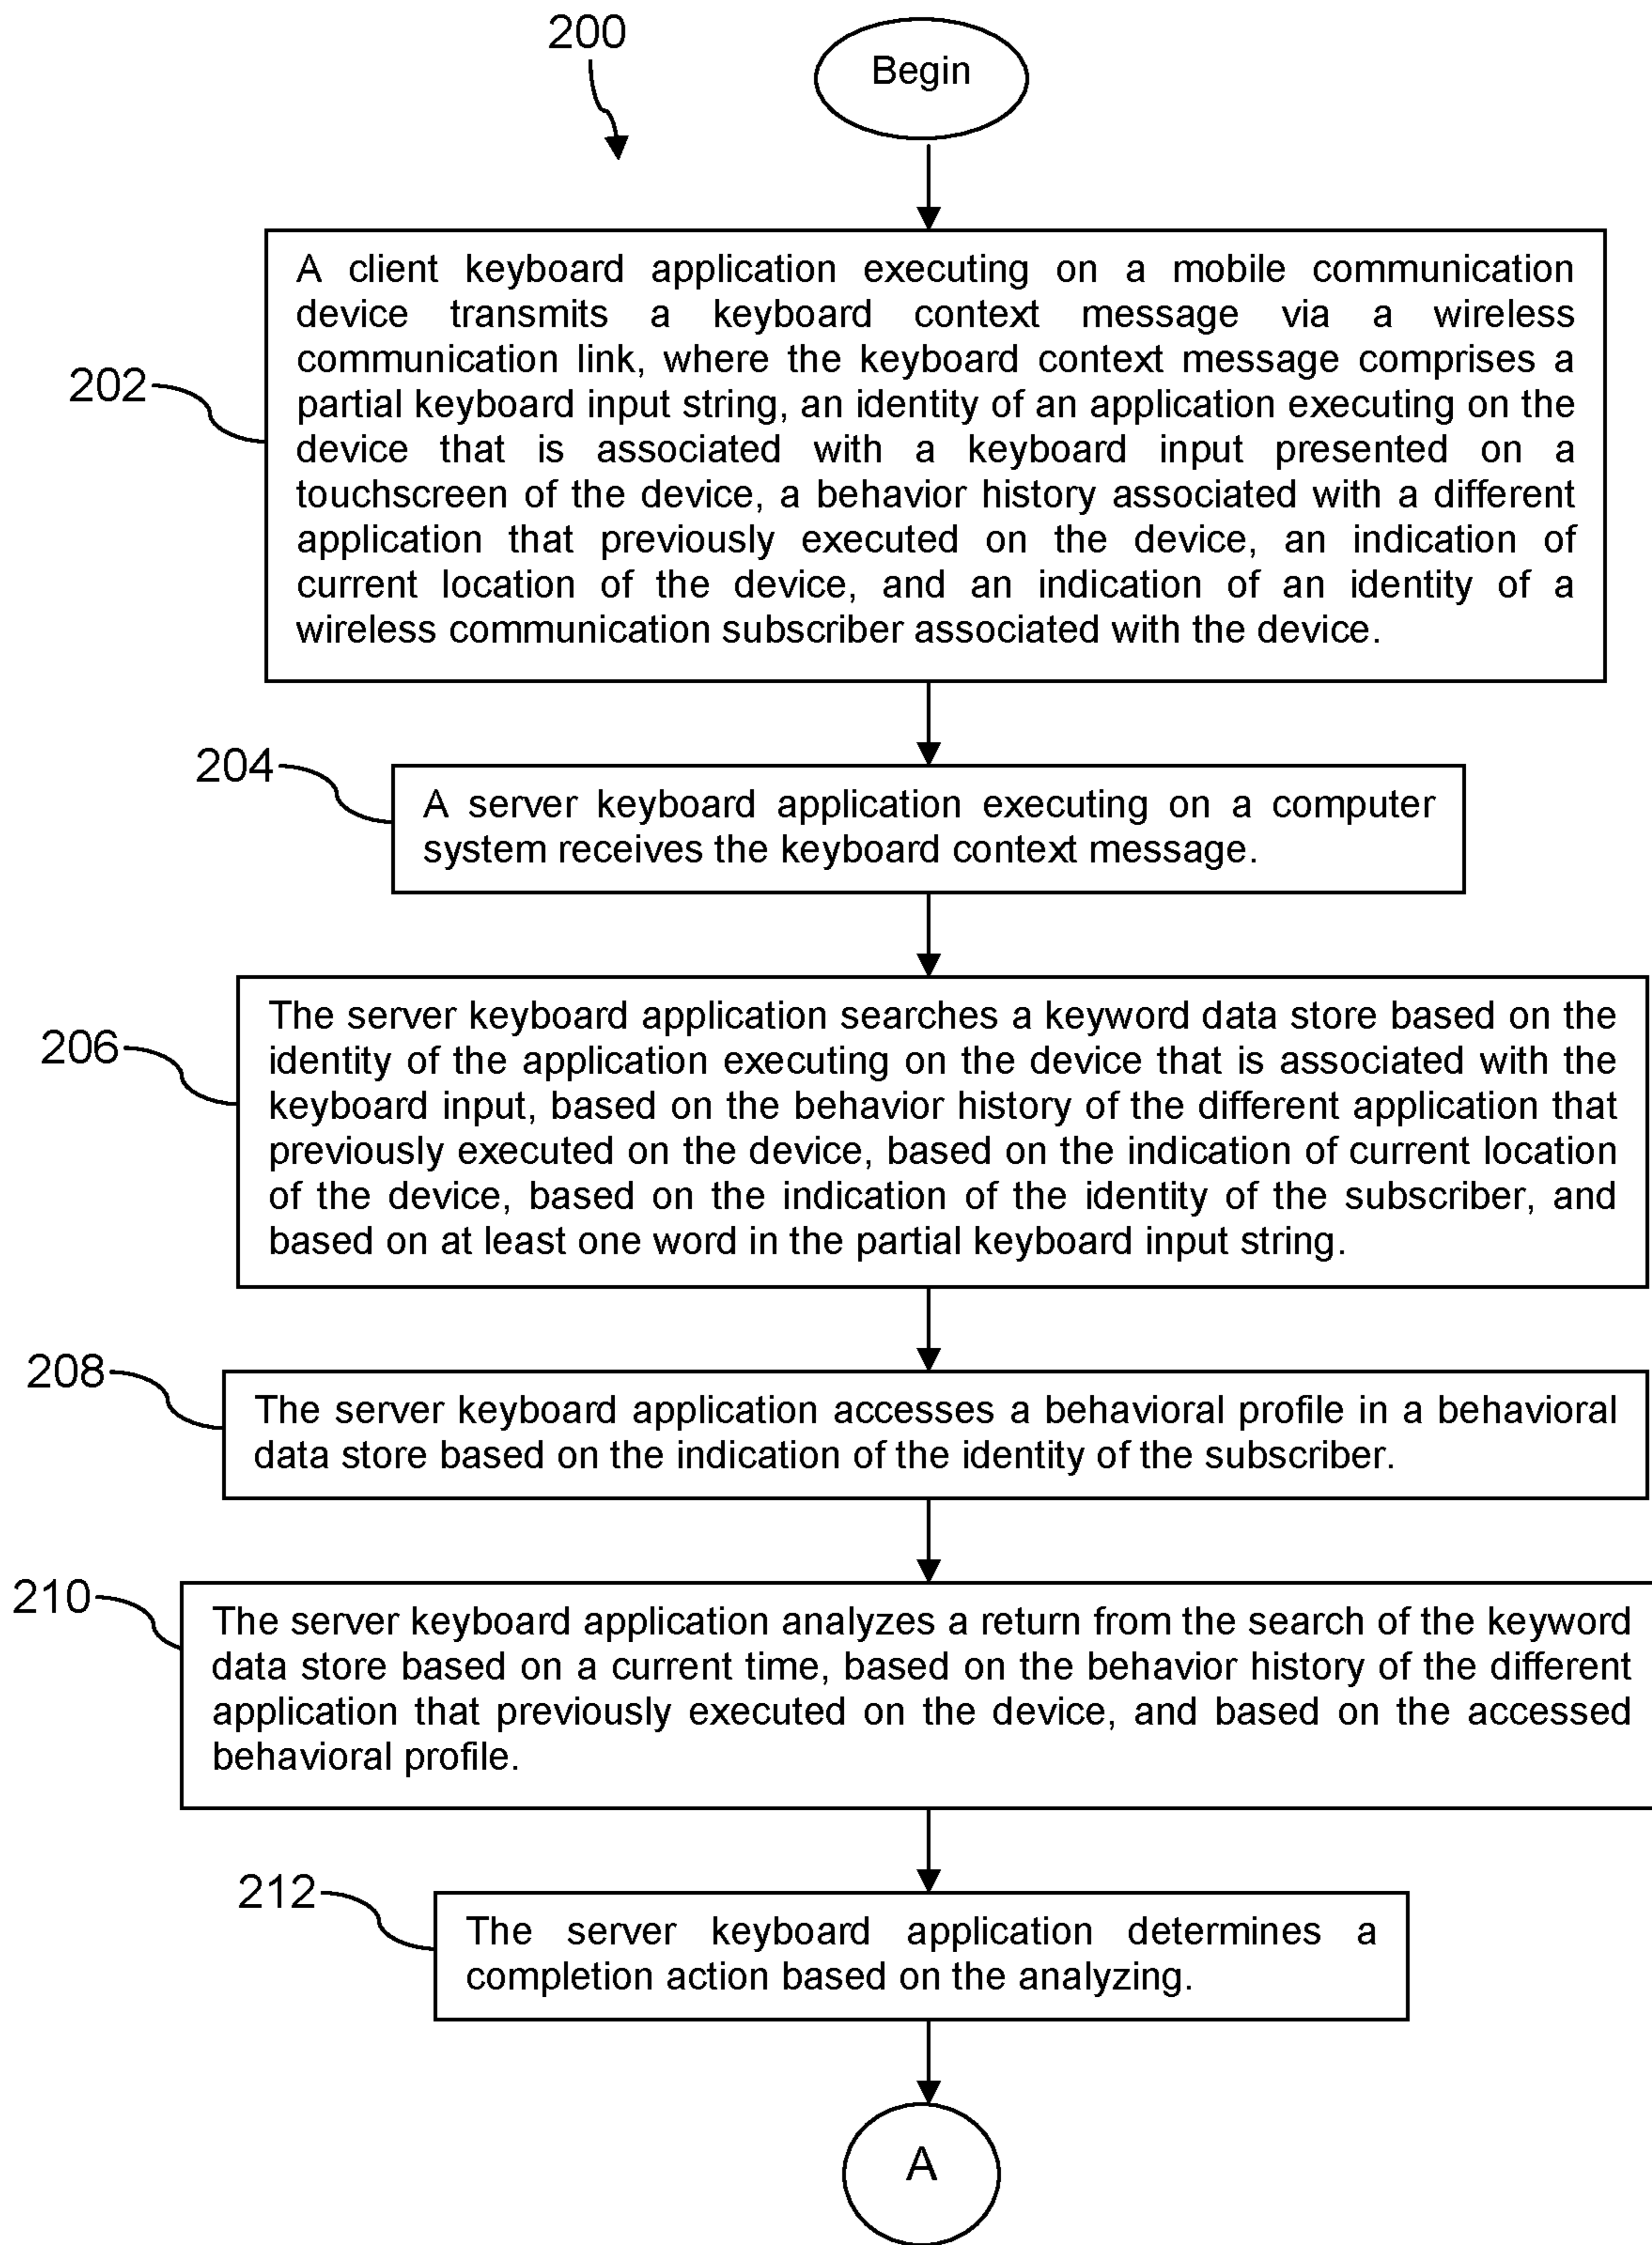 200
Begin
202
A client keyboard application executing on a mobile communication
device transmits a keyboard context message via a wireless
communication link, where the keyboard context message comprises a
partial keyboard input string, an identity of an application executing on the
device that is associated with a keyboard input presented on a
touchscreen of the device, a behavior history associated with a different
application that previously executed on the device, an indication of
current location of the device, and an indication of an identity of a
wireless communication subscriber associated with the device.
204
A server keyboard application executing on a computer
system receives the keyboard context message.
206
The server keyboard application searches a keyword data store based on the
identity of the application executing on the device that is associated with the
keyboard input, based on the behavior history of the different application that
previously executed on the device, based on the indication of current location
of the device, based on the indication of the identity of the subscriber, and
based on at least one word in the partial keyboard input string.
208
The server keyboard application accesses a behavioral profile in a behavioral
data store based on the indication of the identity of the subscriber.
210
The server keyboard application analyzes a return from the search of the keyword
data store based on a current time, based on the behavior history of the different
application that previously executed on the device, and based on the accessed
behavioral profile.
212
The server keyboard application determines a
completion action based on the analyzing.
A